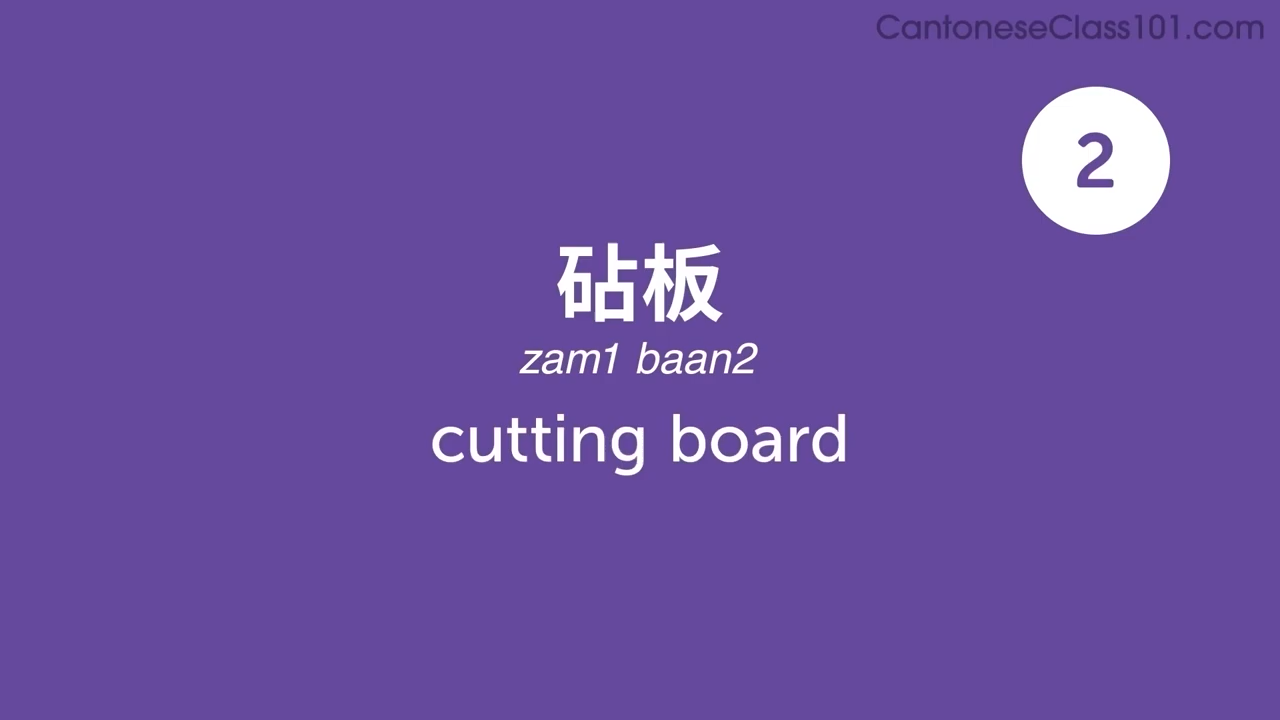 CantoneseClass101.com
2
砧板
zam1 baan2
cutting board